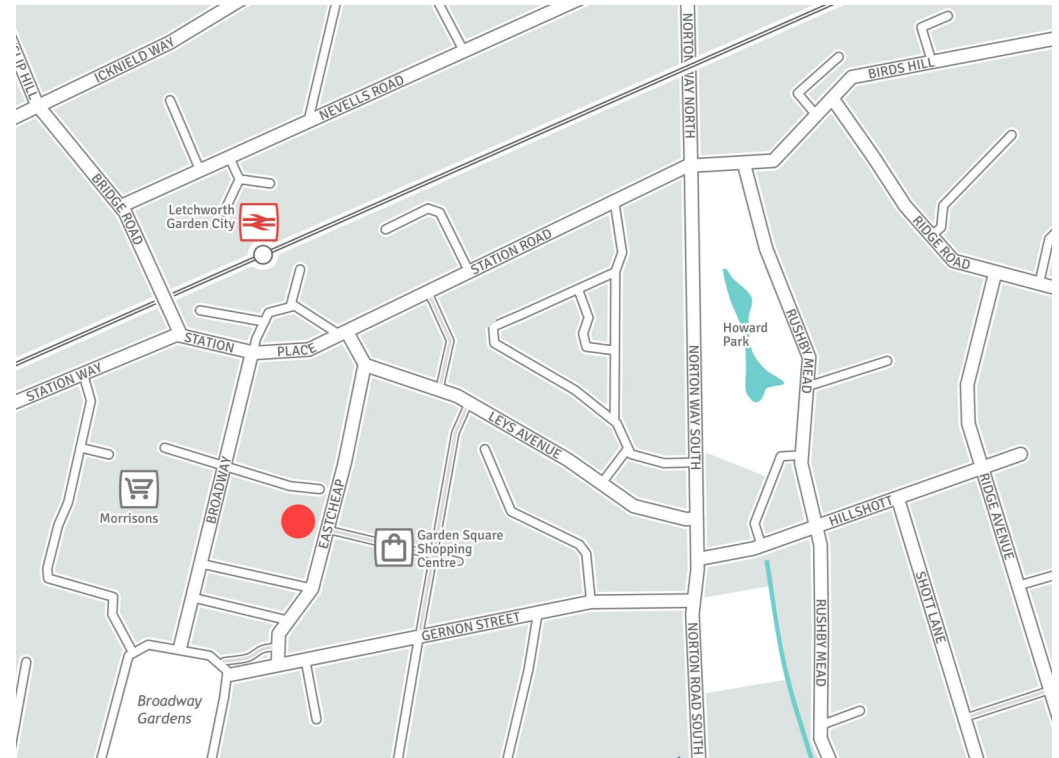 ICKNIELD WAY
NEVELLS ROAD
NORTON WAY NORTH
BIRDS HILL
BRIDGE ROAD
Letchworth
Garden City
STATION ROAD
RIDGE ROAD
Howard
Park
RUSHBY MEAD
STATION
PLACE
STATION WAY
NORTON WAY SOUTH
LEYS AVENUE
BROADWAY
EASTCHEAP
Morrisons
Garden Square
Shopping
Centre
HILLSHOTT
RIDGE AVENUE
SHOTT LANE
GERNON STREET
RUSHBY MEAD
NORTON ROAD SOUTH
Broadway
Gardens